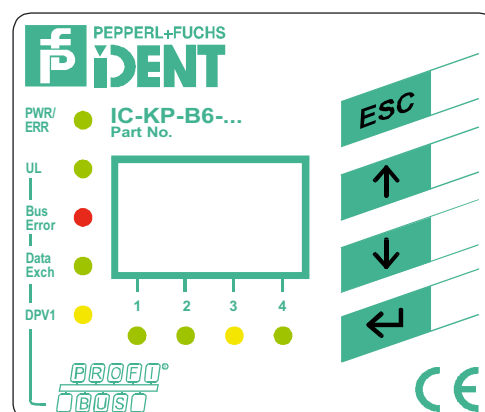 PEPPERL+FUCHS
IDENT
PWR/
ERR
IC-KP-B6-...
Part No.
ESC
UL
Bus
Error
Data
Exch
DPV1
1 2 3 4
PROFI®
BUS
CE